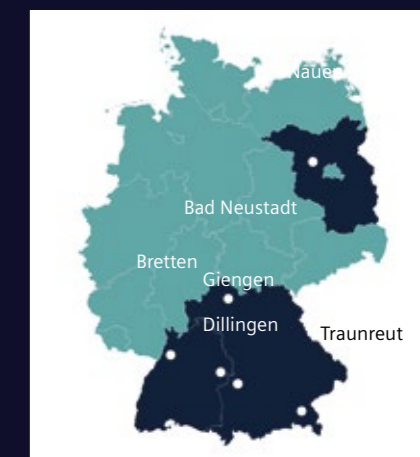 Nauen
Bad Neustadt
Bretten
Giengen
Dillingen
Traunreut